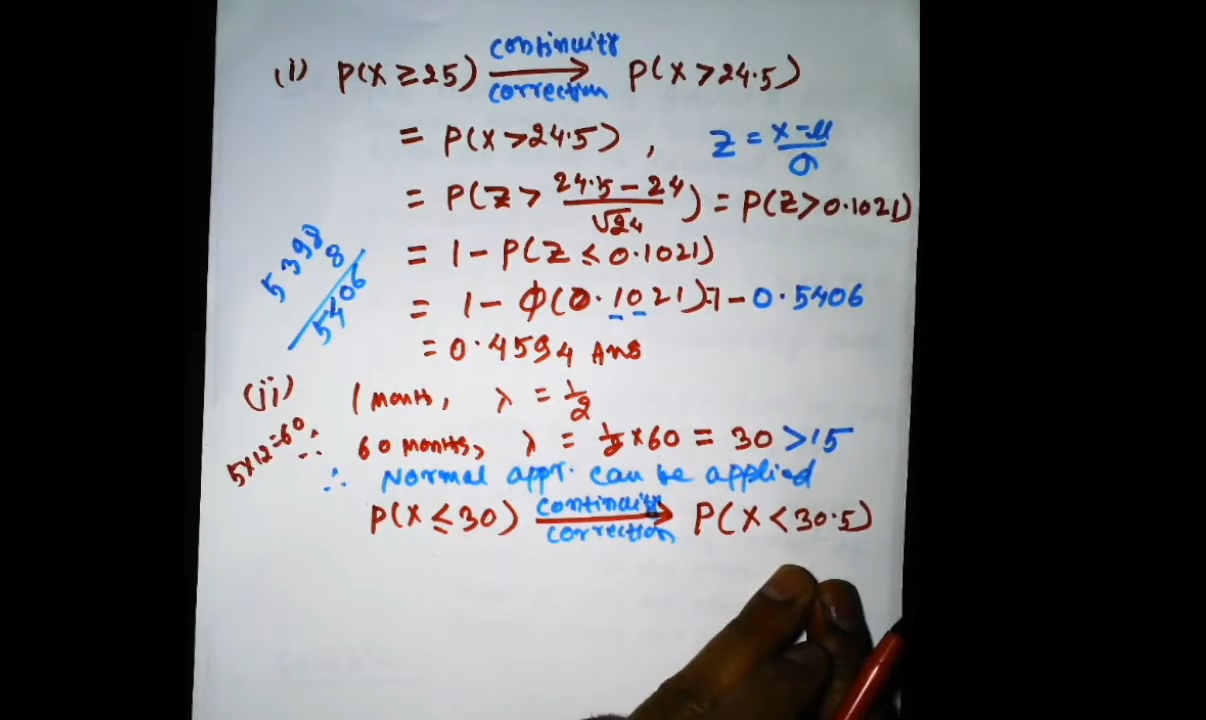 (i) P(X ≥ 25) continuity correction → P(X > 24.5)
= P(X > 24.5) , Z = (x-μ)/σ
= P(Z > (24.5 - 24)/√24) = P(Z > 0.1021)
= 1 - P(Z ≤ 0.1021)
= 1 - ϕ(0.1021) = 1 - 0.5406
5398
8
5406
= 0.4594 Ans
(ii) 1 month, λ = 1/2
5×12=60 ∴ 60 months, λ = 1/2 × 60 = 30 > 15
∴ Normal appr. can be applied
P(X ≤ 30) continuity correction → P(X < 30.5)